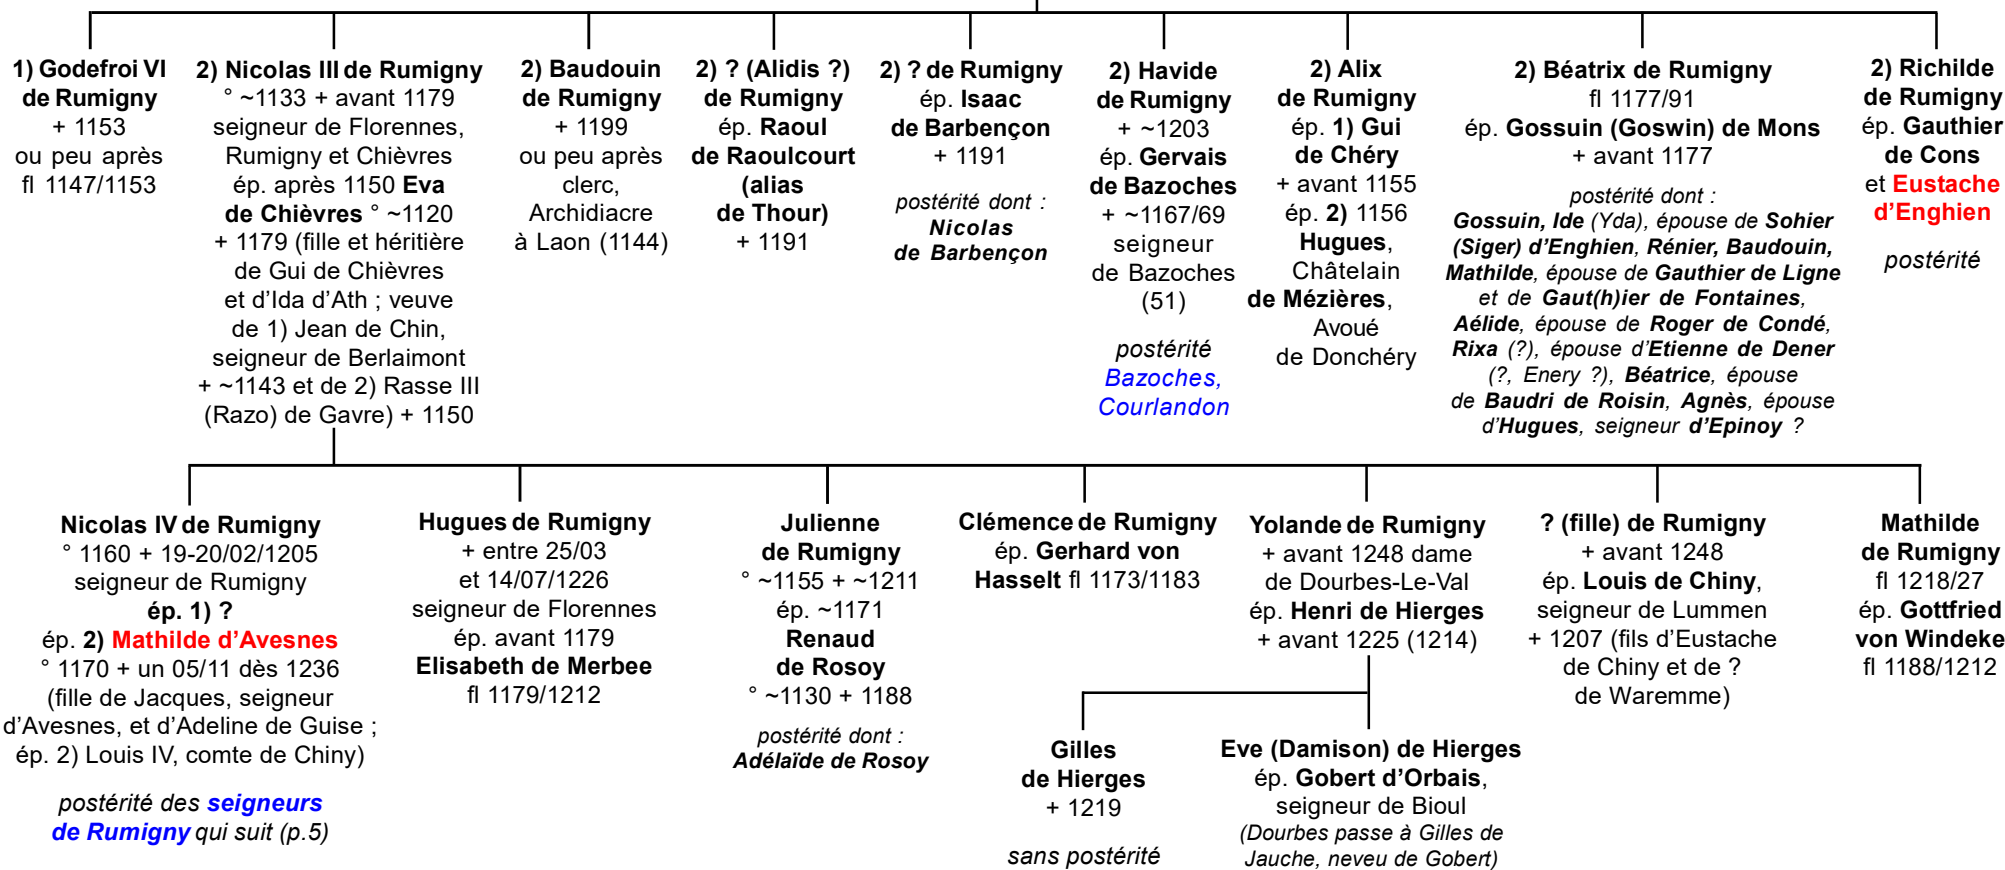 1) Godefroi VI
de Rumigny
+ 1153
ou peu après
fl 1147/1153
2) Nicolas III de Rumigny
° ~1133 + avant 1179
seigneur de Florennes,
Rumigny et Chièvres
ép. après 1150 Eva
de Chièvres ° ~1120
+ 1179 (fille et héritière
de Gui de Chièvres
et d'Ida d'Ath ; veuve
de 1) Jean de Chin,
seigneur de Berlaimont
+ ~1143 et de 2) Rasse III
(Razo) de Gavre) + 1150
2) Baudouin
de Rumigny
+ 1199
ou peu après
clerc,
Archidiacre
à Laon (1144)
2) ? (Alidis ?)
de Rumigny
ép. Raoul
de Raoulcourt
(alias
de Thour)
+ 1191
2) ? de Rumigny
ép. Isaac
de Barbençon
+ 1191
postérité dont :
Nicolas
de Barbençon
2) Havide
de Rumigny
+ ~1203
ép. Gervais
de Bazoches
+ ~1167/69
seigneur
de Bazoches
(51)
postérité
Bazoches,
Courlandon
2) Alix
de Rumigny
ép. 1) Gui
de Chéry
+ avant 1155
ép. 2) 1156
Hugues,
Châtelain
de Mézières,
Avoué
de Donchéry
2) Béatrix de Rumigny
fl 1177/91
ép. Gossuin (Goswin) de Mons
+ avant 1177
postérité dont :
Gossuin, Ide (Yda), épouse de Sohier
(Siger) d'Enghien, Rénier, Baudouin,
Mathilde, épouse de Gauthier de Ligne
et de Gaut(h)ier de Fontaines,
Aélide, épouse de Roger de Condé,
Rixa (?), épouse d'Etienne de Dener
(?, Enery ?), Béatrice, épouse
de Baudri de Roisin, Agnès, épouse
d'Hugues, seigneur d'Epinoy ?
2) Richilde
de Rumigny
ép. Gauthier
de Cons
et Eustache
d'Enghien
postérité
Nicolas IV de Rumigny
° 1160 + 19-20/02/1205
seigneur de Rumigny
ép. 1) ?
ép. 2) Mathilde d'Avesnes
° 1170 + un 05/11 dès 1236
(fille de Jacques, seigneur
d'Avesnes, et d'Adeline de Guise ;
ép. 2) Louis IV, comte de Chiny)
postérité des seigneurs
de Rumigny qui suit (p.5)
Hugues de Rumigny
+ entre 25/03
et 14/07/1226
seigneur de Florennes
ép. avant 1179
Elisabeth de Merbee
fl 1179/1212
Julienne
de Rumigny
° ~1155 + ~1211
ép. ~1171
Renaud
de Rosoy
° ~1130 + 1188
postérité dont :
Adélaïde de Rosoy
Clémence de Rumigny
ép. Gerhard von
Hasselt fl 1173/1183
Yolande de Rumigny
+ avant 1248 dame
de Dourbes-Le-Val
ép. Henri de Hierges
+ avant 1225 (1214)
? (fille) de Rumigny
+ avant 1248
ép. Louis de Chiny,
seigneur de Lummen
+ 1207 (fils d'Eustache
de Chiny et de ?
de Waremme)
Mathilde
de Rumigny
fl 1218/27
ép. Gottfried
von Windeke
fl 1188/1212
Gilles
de Hierges
+ 1219
sans postérité
Eve (Damison) de Hierges
ép. Gobert d'Orbais,
seigneur de Bioul
(Dourbes passe à Gilles de
Jauche, neveu de Gobert)